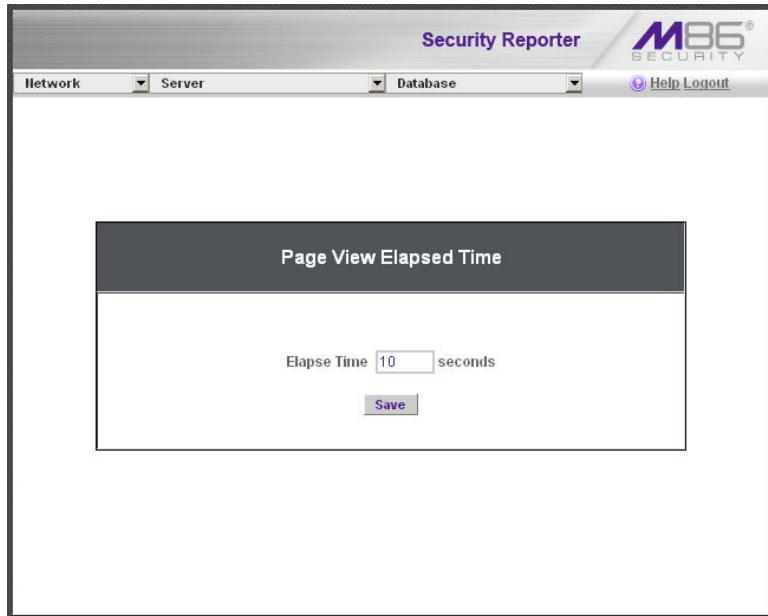 Security Reporter
M86®
SECURITY
Network Server Database Help Logout
Page View Elapsed Time
Elapse Time 10 seconds
Save